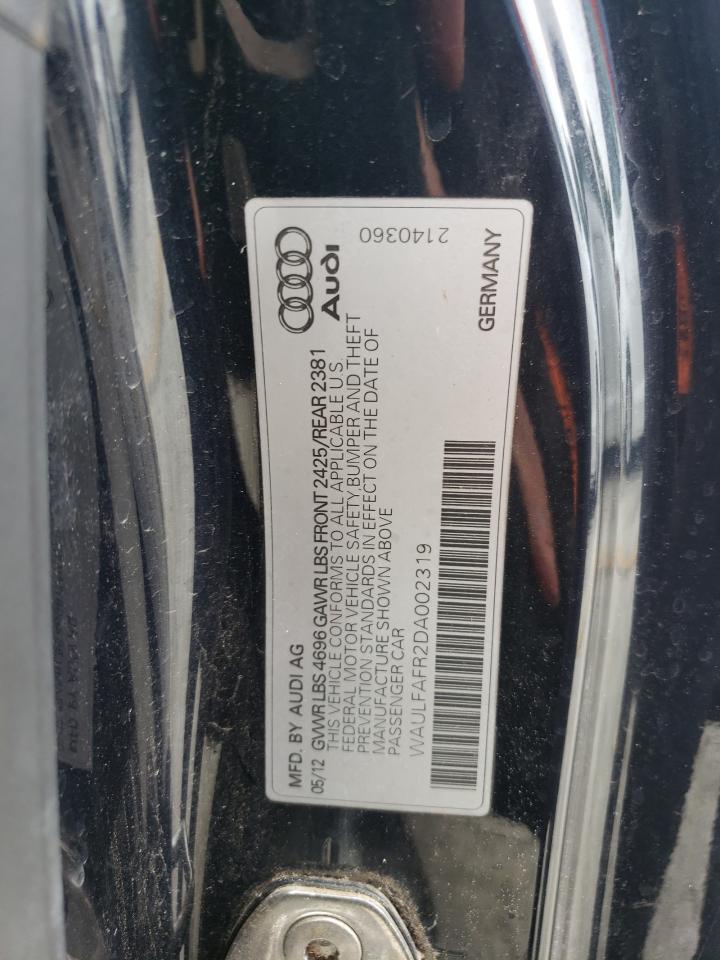 MFD. BY AUDI AG
05/12 GWWR LBS 4696 GAWR LBS FRONT 2425/REAR 2381
THIS VEHICLE CONFORMS TO ALL APPLICABLE U.S.
FEDERAL MOTOR VEHICLE SAFETY,BUMPER AND THEFT
PREVENTION STANDARDS IN EFFECT ON THE DATE OF
MANUFACTURE SHOWN ABOVE
PASSENGER CAR
WAULFAFR2DA002319
Audi
2140360
GERMANY